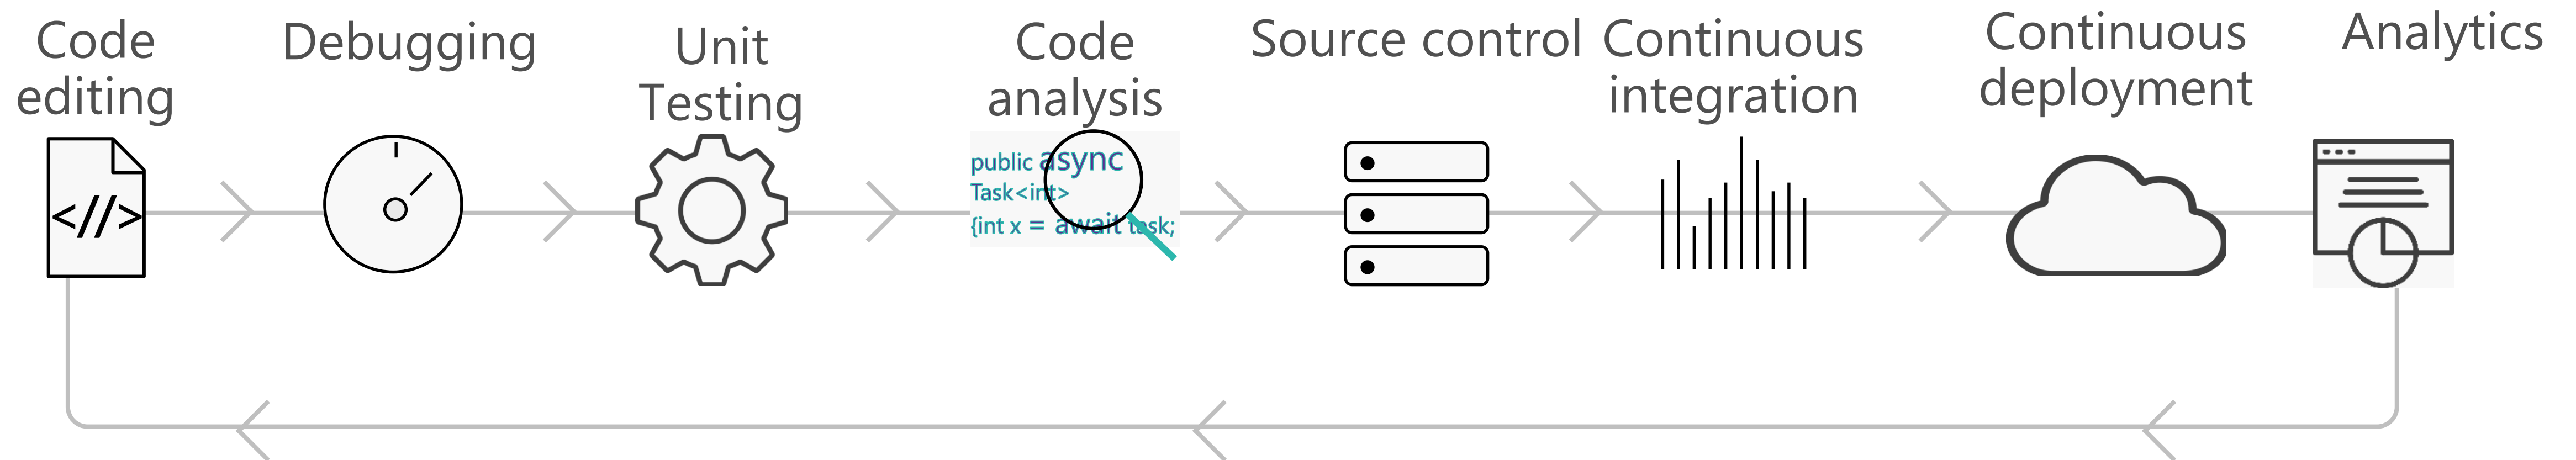 Code
editing
Debugging
Unit
Testing
Code
analysis
Source control
Continuous
integration
Continuous
deployment
Analytics
<//>
public async
Task<int>
{int x = await task;